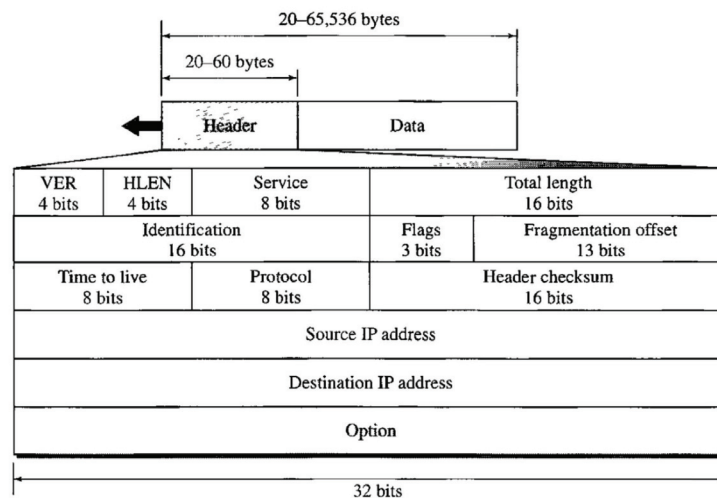 20–65,536 bytes
20–60 bytes
Header Data
VER HLEN Service Total length
4 bits 4 bits 8 bits 16 bits
Identification Flags Fragmentation offset
16 bits 3 bits 13 bits
Time to live Protocol Header checksum
8 bits 8 bits 16 bits
Source IP address
Destination IP address
Option
32 bits